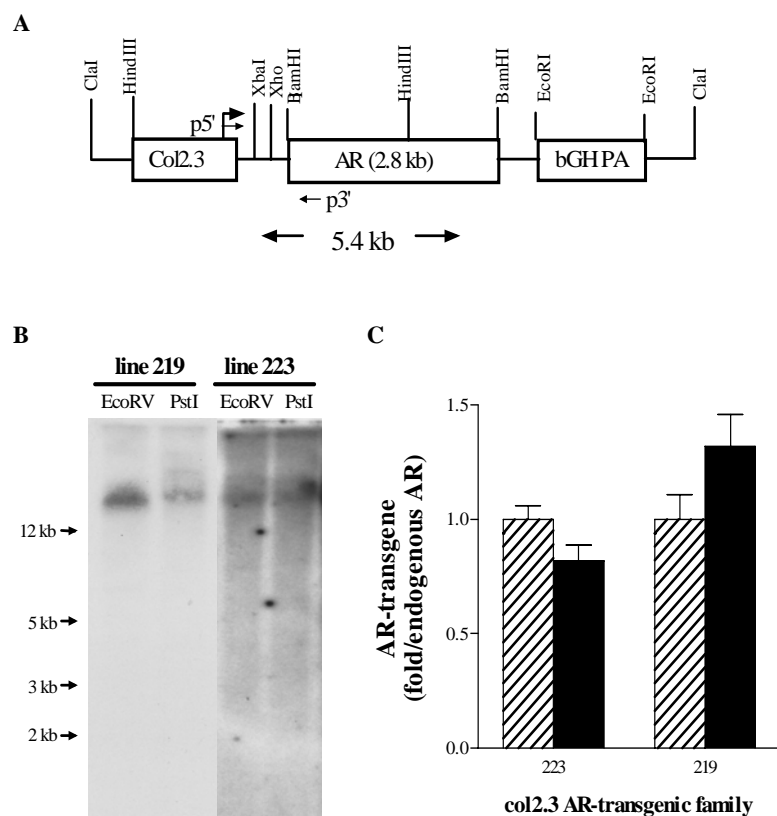 A
ClaI HindIII XbaI Xho BamHI HindIII BamHI EcoRI EcoRI ClaI
p5'
Col2.3 AR (2.8 kb) bGH PA
p3'
5.4 kb
B
line 219 line 223
EcoRV PstI EcoRV PstI
12 kb
5 kb
3 kb
2 kb
C
AR-transgene
(fold/endogenous AR)
1.5
1.0
0.5
0.0
223 219
col2.3 AR-transgenic family